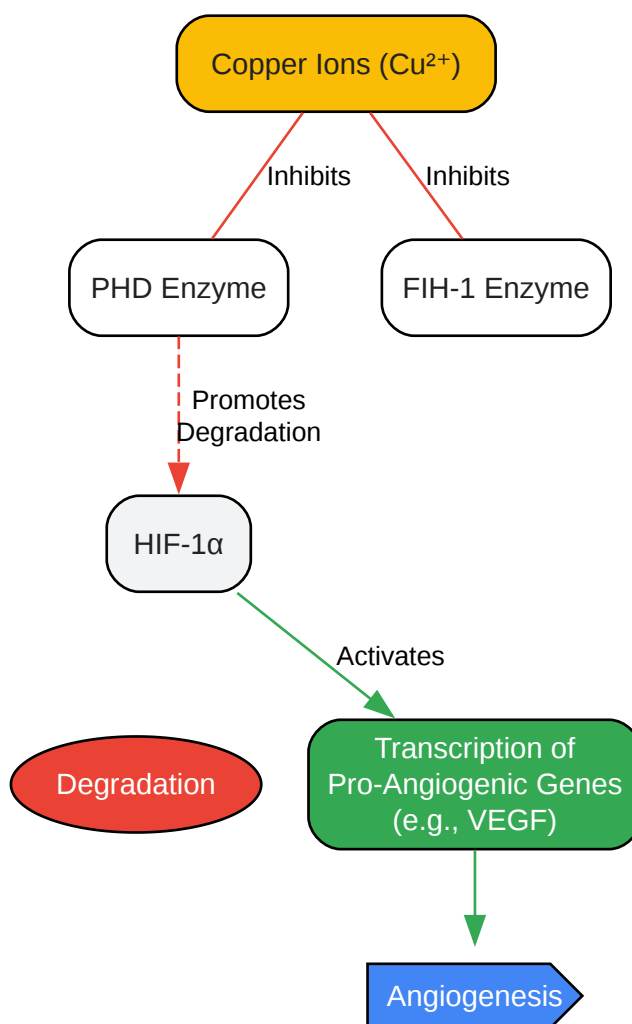 Copper Ions (Cu²⁺)
Inhibits
Inhibits
PHD Enzyme
FIH-1 Enzyme
Promotes
Degradation
HIF-1α
Activates
Degradation
Transcription of
Pro-Angiogenic Genes
(e.g., VEGF)
Angiogenesis